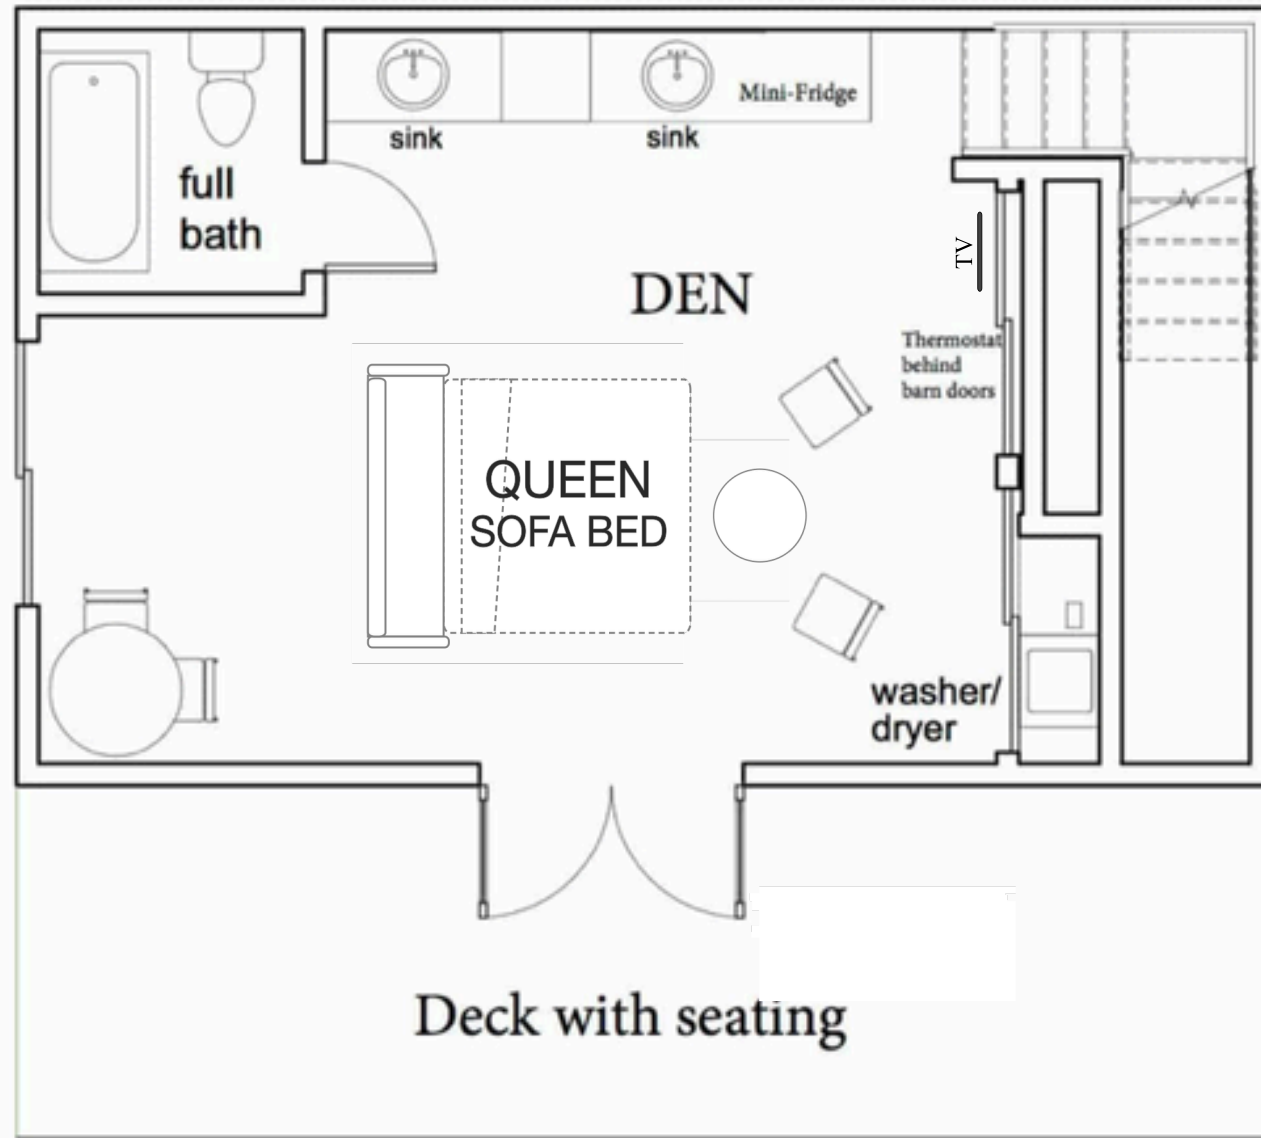 Mini-Fridge
sink
sink
full
bath
TV
DEN
Thermostat
behind
barn doors
QUEEN
SOFA BED
washer/
dryer
Deck with seating